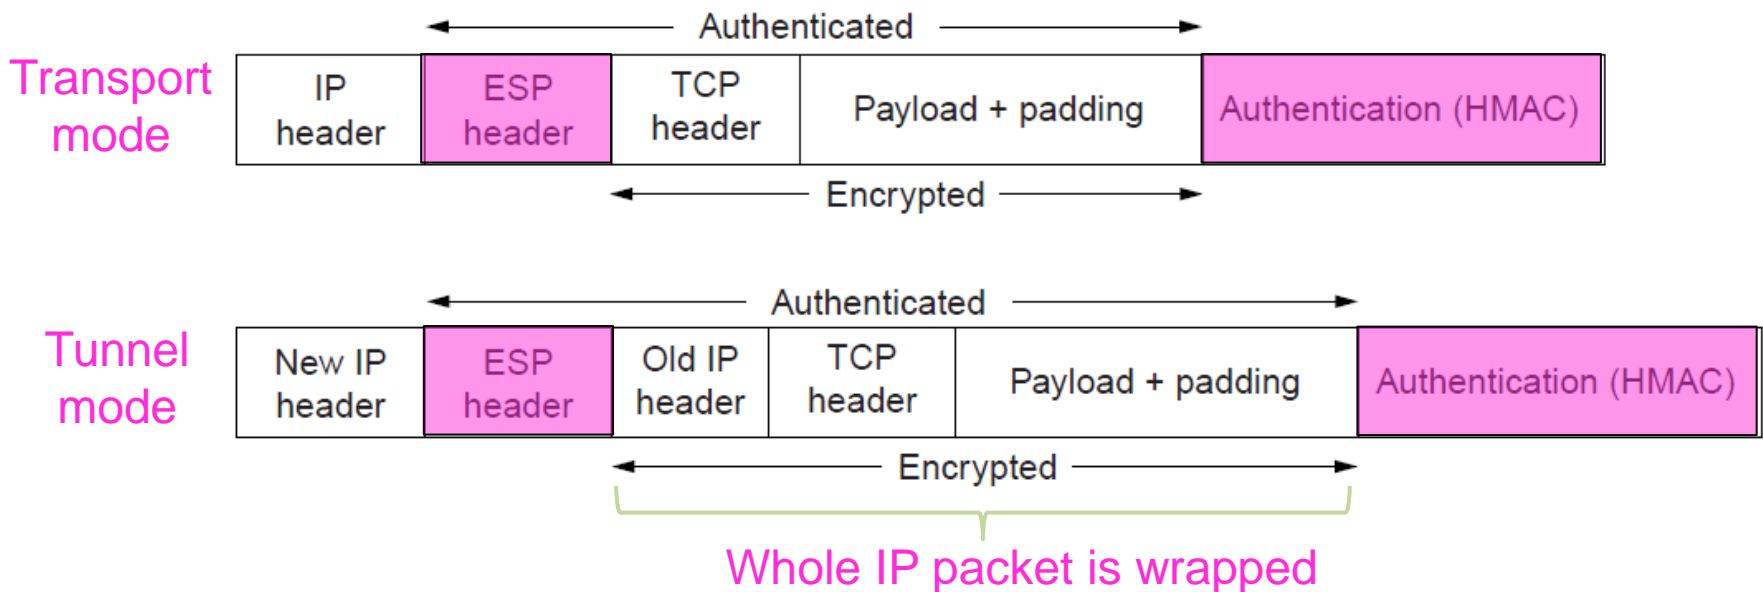 Authenticated
Transport mode
IP header
ESP header
TCP header
Payload + padding
Authentication (HMAC)
Encrypted
Authenticated
Tunnel mode
New IP header
ESP header
Old IP header
TCP header
Payload + padding
Authentication (HMAC)
Encrypted
Whole IP packet is wrapped